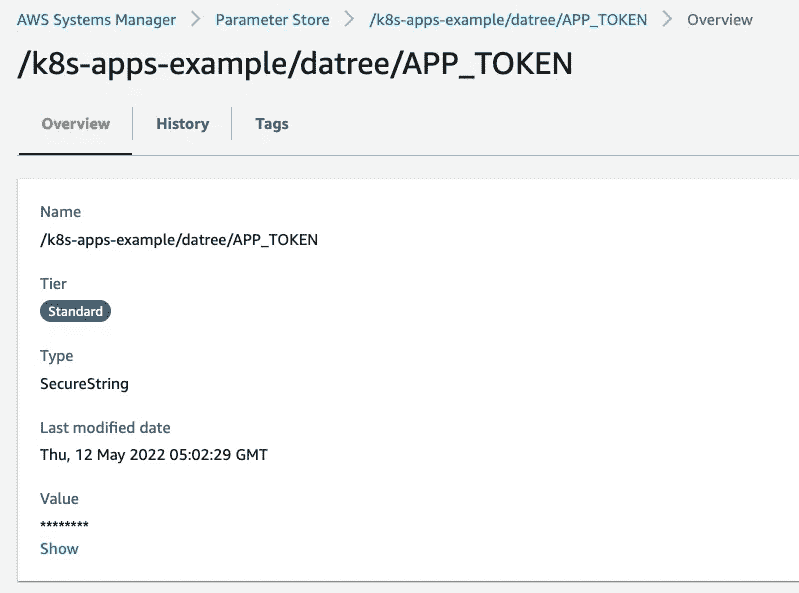 AWS Systems Manager > Parameter Store > /k8s-apps-example/datree/APP_TOKEN > Overview
/k8s-apps-example/datree/APP_TOKEN
Overview History Tags
Name
/k8s-apps-example/datree/APP_TOKEN
Tier
Standard
Type
SecureString
Last modified date
Thu, 12 May 2022 05:02:29 GMT
Value
********
Show